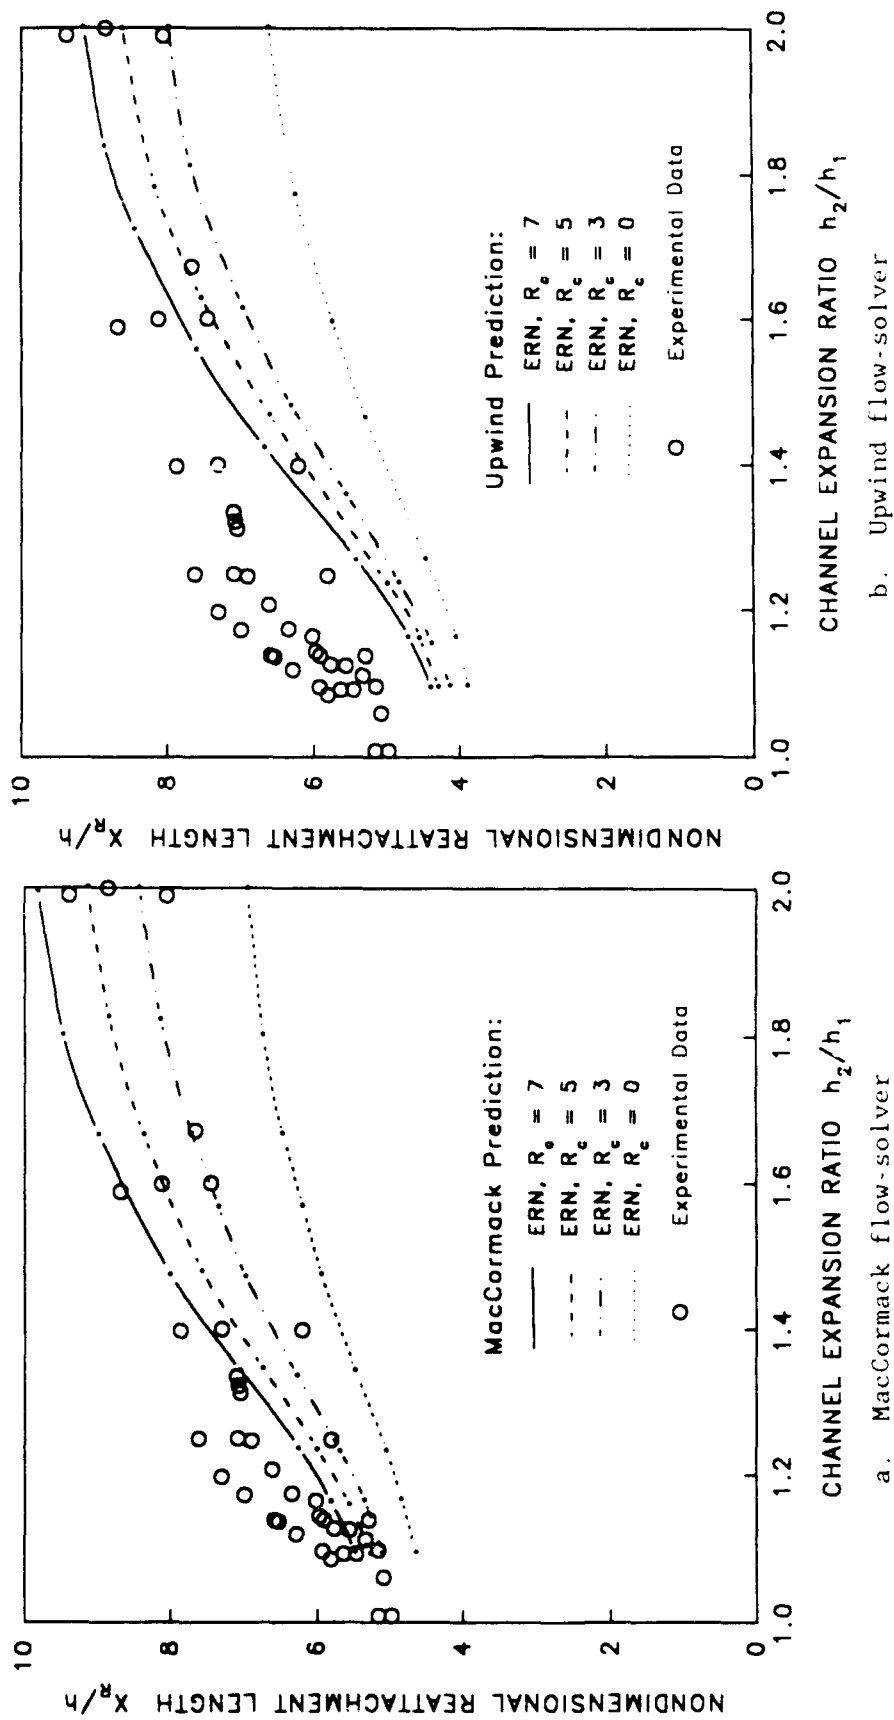 NONDIMENSIONAL REATTACHMENT LENGTH X_R/h
10
8
6
4
2
0
MacCormack Prediction:
ERN, R_c = 7
ERN, R_c = 5
ERN, R_c = 3
ERN, R_c = 0
Experimental Data
1.0 1.2 1.4 1.6 1.8 2.0
CHANNEL EXPANSION RATIO h_2/h_1
a. MacCormack flow-solver
NONDIMENSIONAL REATTACHMENT LENGTH X_R/h
10
8
6
4
2
0
Upwind Prediction:
ERN, R_c = 7
ERN, R_c = 5
ERN, R_c = 3
ERN, R_c = 0
Experimental Data
1.0 1.2 1.4 1.6 1.8 2.0
CHANNEL EXPANSION RATIO h_2/h_1
b. Upwind flow-solver